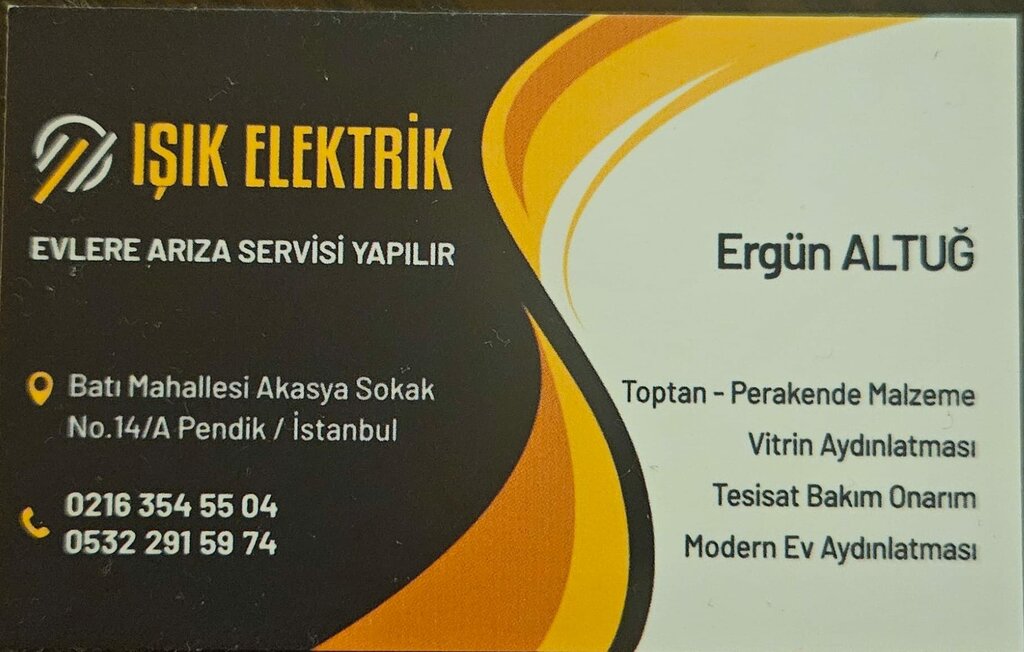 IŞIK ELEKTRİK
EVLERE ARIZA SERVİSİ YAPILIR
Batı Mahallesi Akasya Sokak
No.14/A Pendik / İstanbul
0216 354 55 04
0532 291 59 74
Ergün ALTUĞ
Toptan - Perakende Malzeme
Vitrin Aydınlatması
Tesisat Bakım Onarım
Modern Ev Aydınlatması